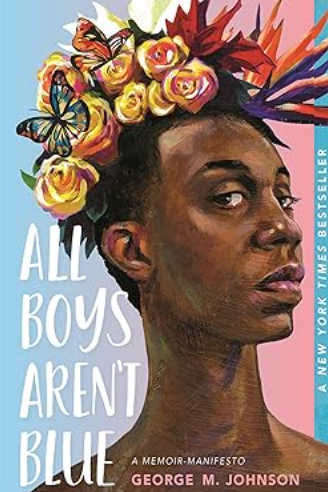 ALL
BOYS
AREN'T
BLUE
A MEMOIR-MANIFESTO
GEORGE M. JOHNSON
A NEW YORK TIMES BESTSELLER